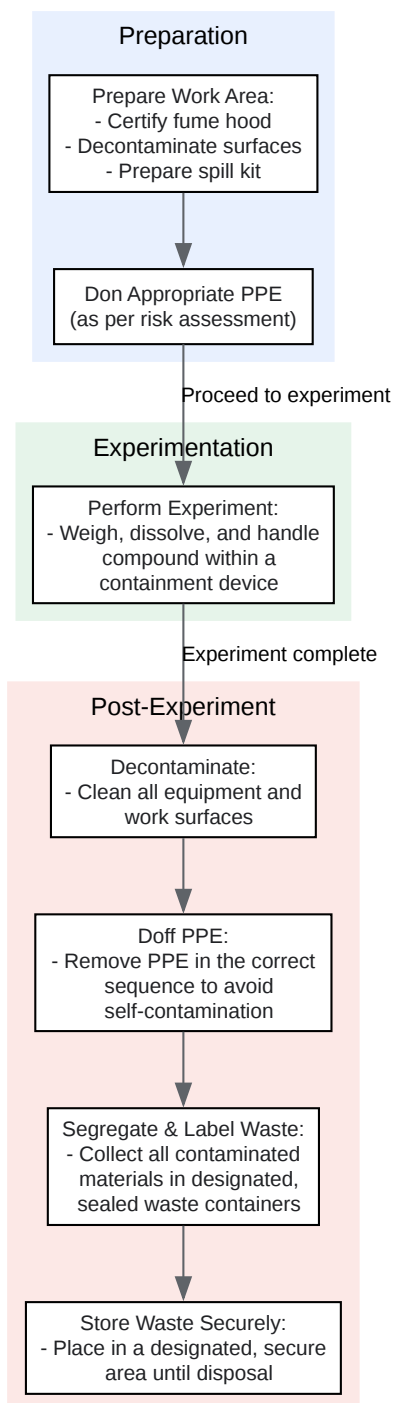 Preparation
Prepare Work Area:
- Certify fume hood
- Decontaminate surfaces
- Prepare spill kit
Don Appropriate PPE
(as per risk assessment)
Proceed to experiment
Experimentation
Perform Experiment:
- Weigh, dissolve, and handle
compound within a
containment device
Experiment complete
Post-Experiment
Decontaminate:
- Clean all equipment and
work surfaces
Doff PPE:
- Remove PPE in the correct
sequence to avoid
self-contamination
Segregate & Label Waste:
- Collect all contaminated
materials in designated,
sealed waste containers
Store Waste Securely:
- Place in a designated, secure
area until disposal